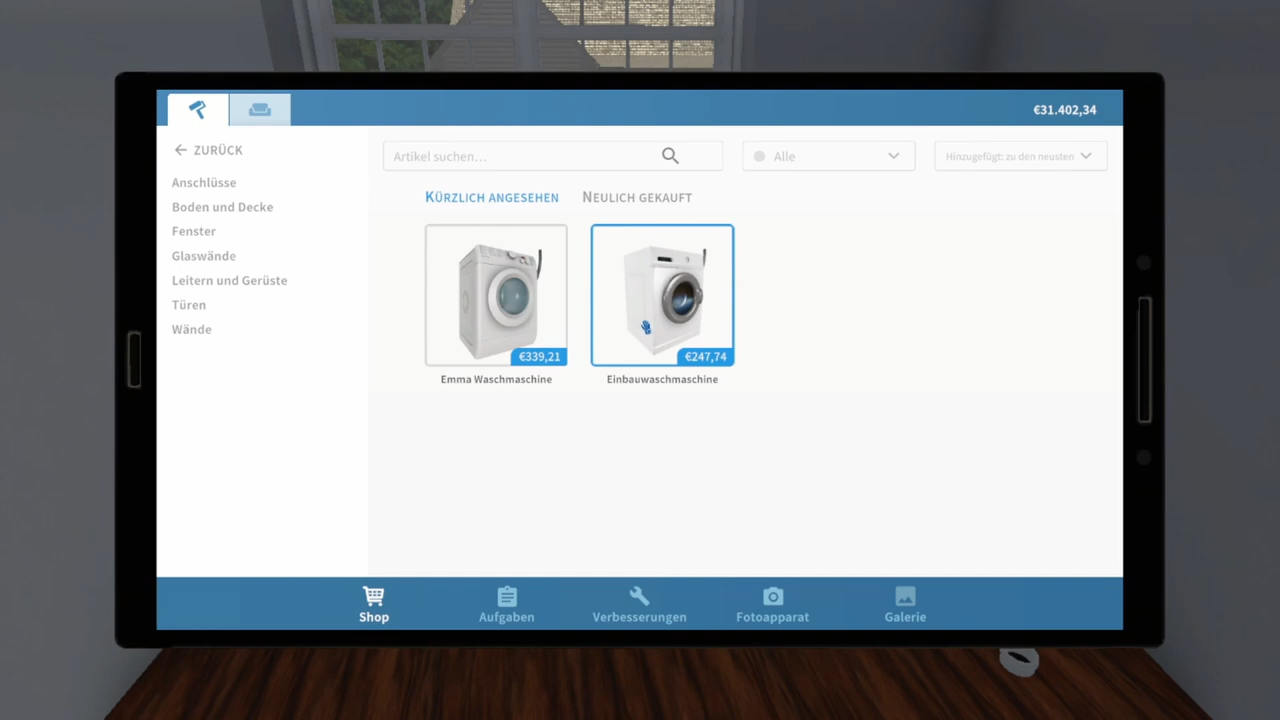 €31.402,34
ZURÜCK
Anschlüsse
Boden und Decke
Fenster
Glaswände
Leitern und Gerüste
Türen
Wände
Artikel suchen...
Alle
Hinzugefügt: zu den neusten
KÜRZLICH ANGESEHEN
NEULICH GEKAUFT
€339,21
€247,74
Emma Waschmaschine
Einbauwaschmaschine
Shop
Aufgaben
Verbesserungen
Fotoapparat
Galerie